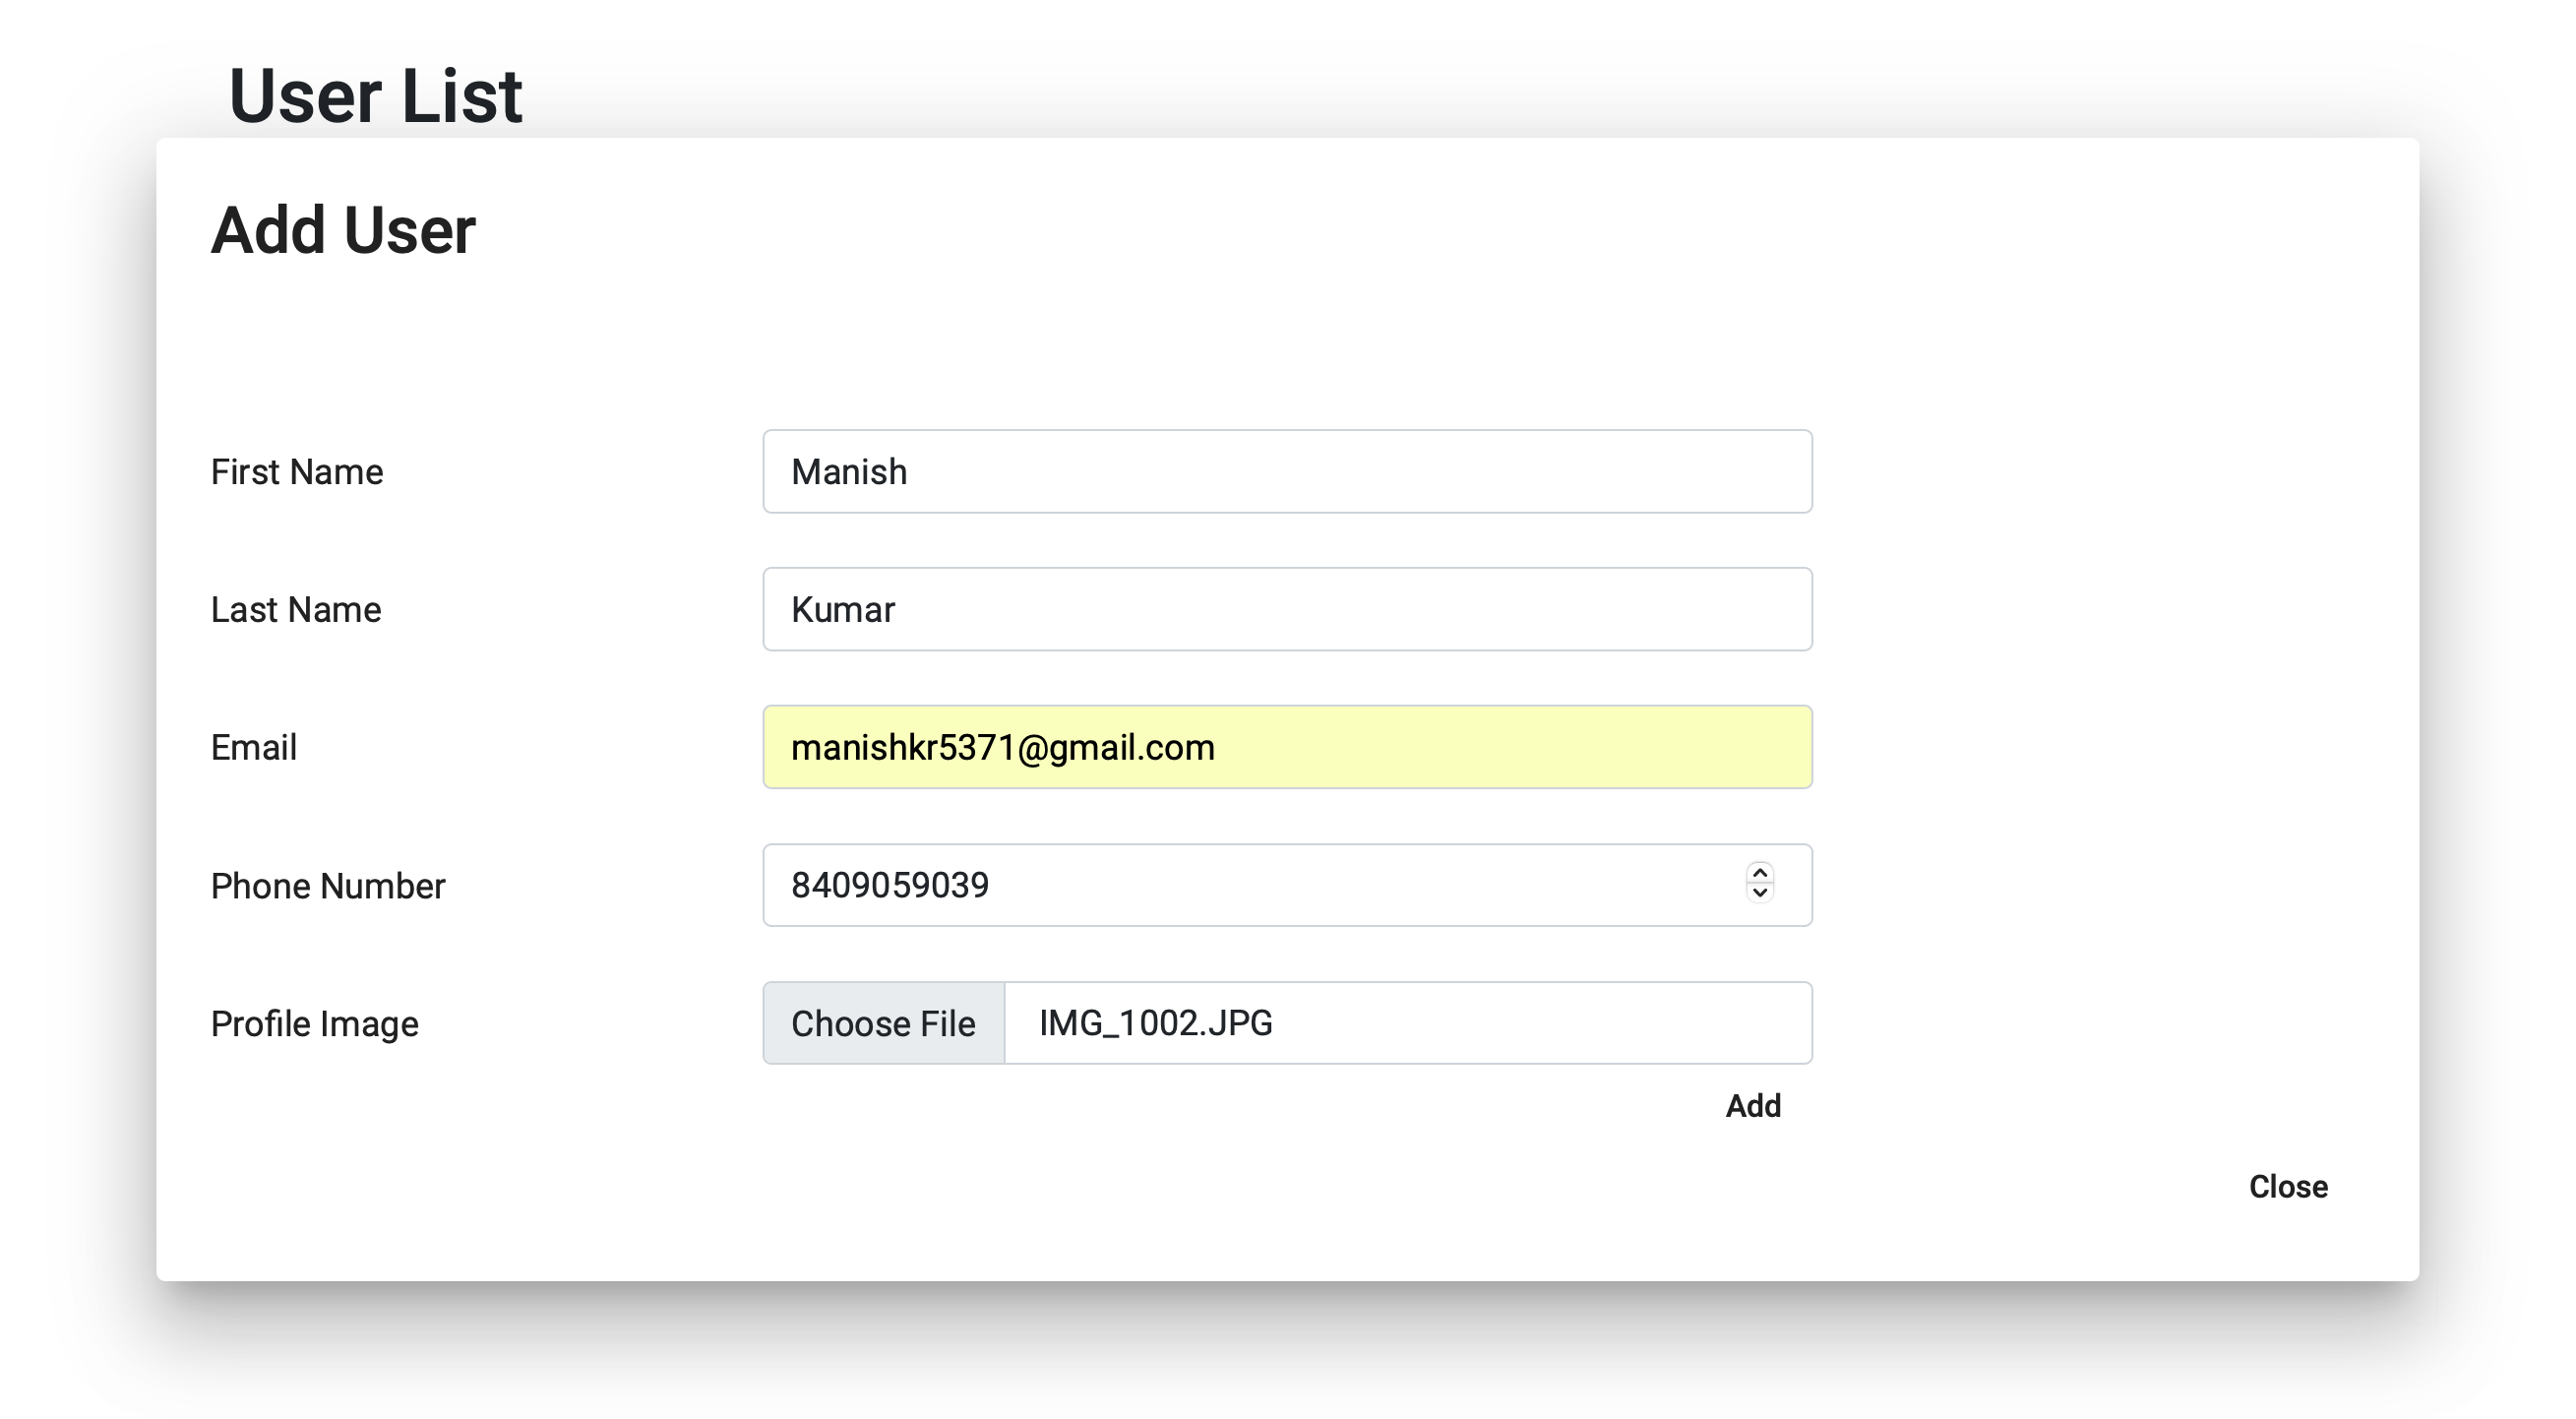 User List
Add User
First Name
Manish
Last Name
Kumar
Email
manishkr5371@gmail.com
Phone Number
8409059039
Profile Image
Choose File IMG_1002.JPG
Add
Close